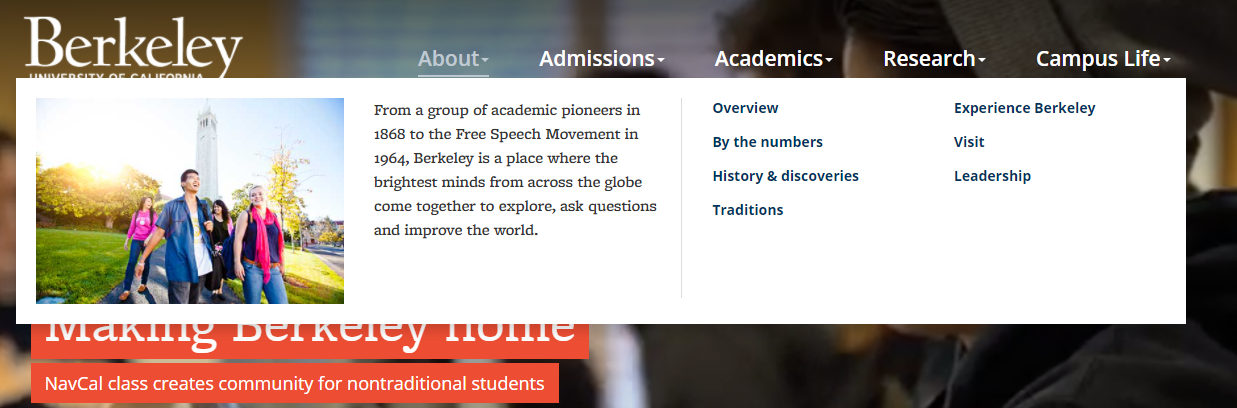 Berkeley
UNIVERSITY OF CALIFORNIA
About
Admissions
Academics
Research
Campus Life
From a group of academic pioneers in
1868 to the Free Speech Movement in
1964, Berkeley is a place where the
brightest minds from across the globe
come together to explore, ask questions
and improve the world.
Overview
By the numbers
History & discoveries
Traditions
Experience Berkeley
Visit
Leadership
Making Berkeley home
NavCal class creates community for nontraditional students